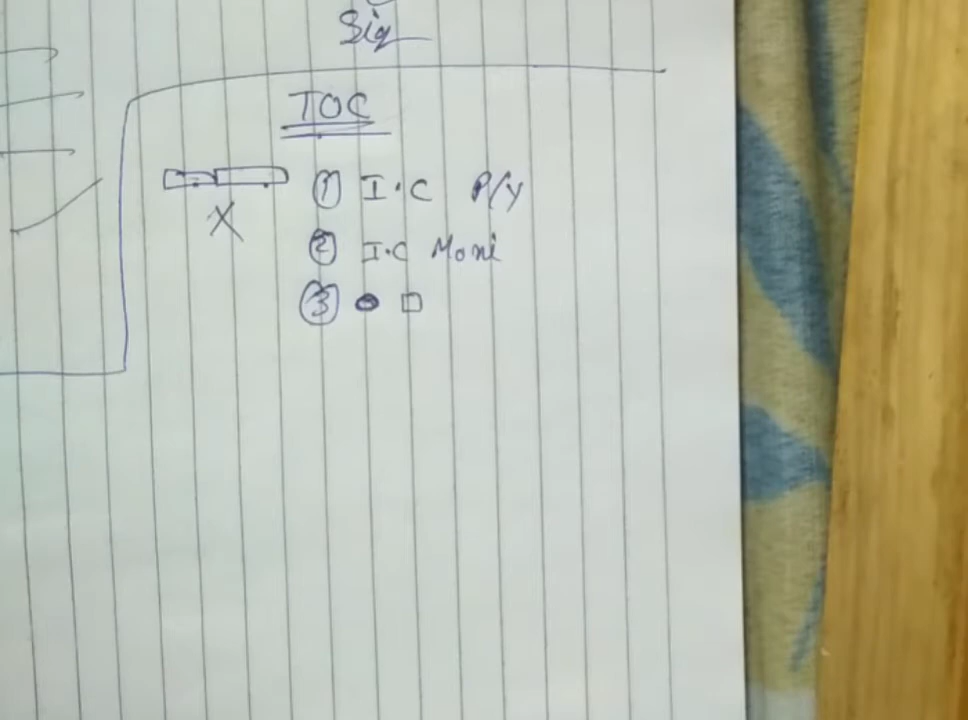 Sig
TOC
① I.C P/Y
X
② I.C Moni
③